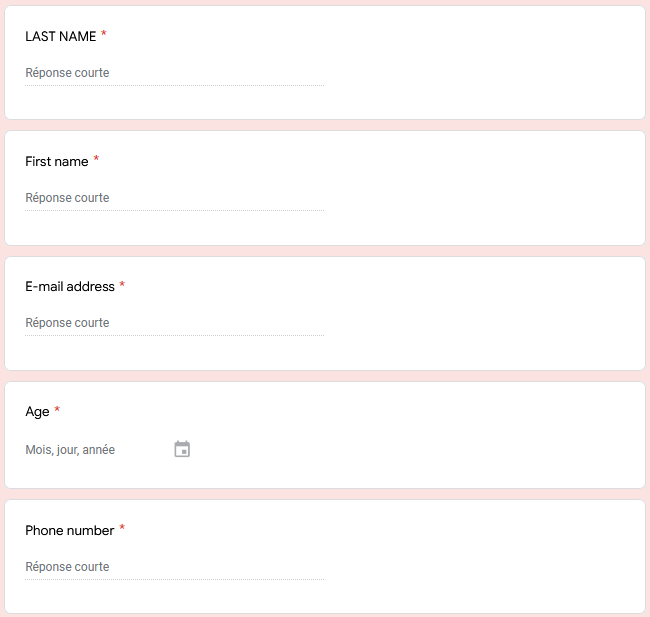 LAST NAME *
Réponse courte
First name *
Réponse courte
E-mail address *
Réponse courte
Age *
Mois, jour, année
Phone number *
Réponse courte